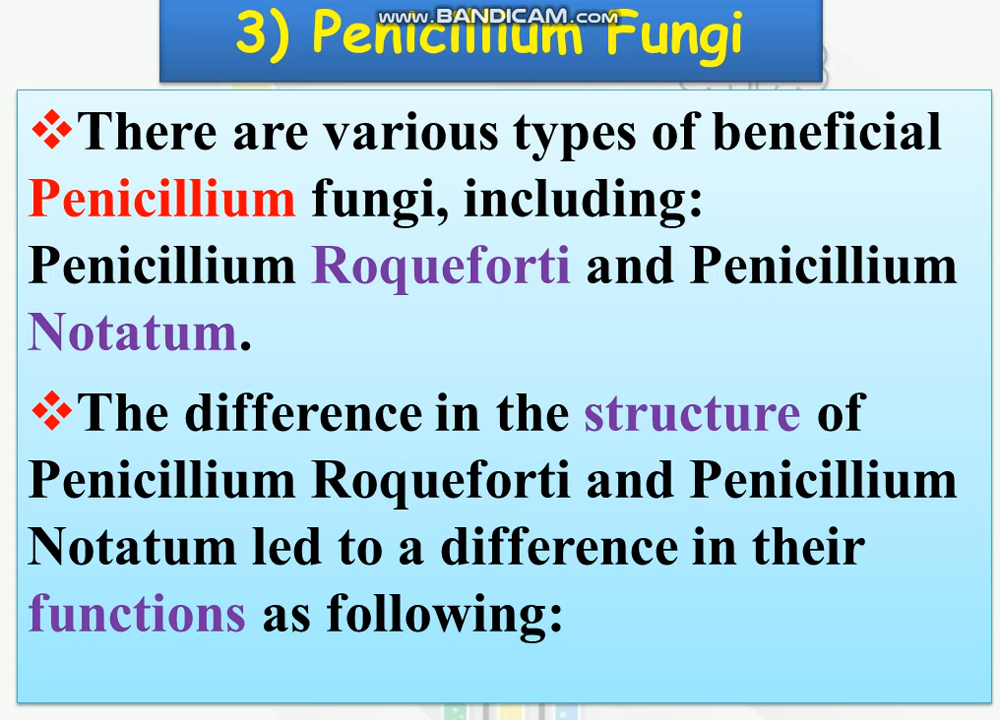 www.BANDICAM.com
3) Penicillium Fungi
There are various types of beneficial
Penicillium fungi, including:
Penicillium Roqueforti and Penicillium
Notatum.
The difference in the structure of
Penicillium Roqueforti and Penicillium
Notatum led to a difference in their
functions as following: